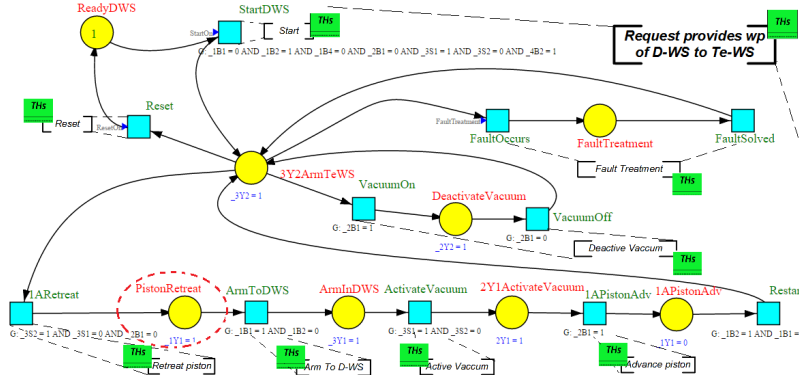 ReadyDWS
1
StartDWS
StartOn
THs
Start
G: _1B1 = 0 AND _1B2 = 1 AND _1B4 = 0 AND _2B1 = 0 AND _3S1 = 1 AND _3S2 = 0 AND _4B2 = 1
THs
Request provides wp
of D-WS to Te-WS
THs
Reset
Reset
ResetOn
FaultTreatment
FaultOccurs
FaultTreatment
FaultSolved
Fault Treatment
THs
3Y2ArmTeWS
_3Y2 = 1
VacuumOn
G: _2B1 = 1
DeactivateVacuum
_2Y2 = 1
VacuumOff
G: _2B1 = 0
Deactive Vaccum
THs
1ARetreat
G: _3S2 = 1 AND _3S1 = 0 AND _2B1 = 0
PistonRetreat
_1Y1 = 1
ArmToDWS
G: _1B1 = 1 AND _1B2 = 0
ArmInDWS
_3Y1 = 1
ActivateVacuum
G: _3S1 = 1 AND _3S2 = 0
2Y1ActivateVacuum
2Y1 = 1
1APistonAdv
G: _2B1 = 1
1APistonAdv
_1Y1 = 0
Restar
G: _1B2 = 1 AND _1B1 =
THs
Retreat piston
THs
Arm To D-WS
THs
Active Vaccum
THs
Advance piston